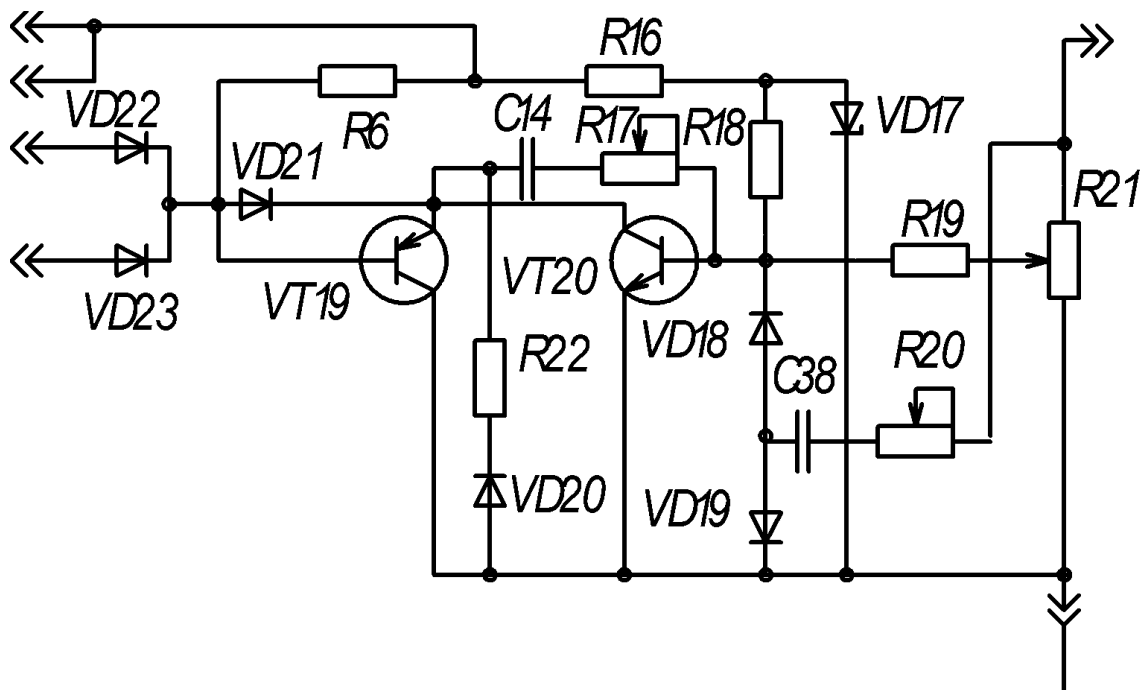 R16
VD22
R6
C14
R17
R18
VD17
VD21
R21
R19
VT20
VT19
VD23
VD18
R22
C38
R20
VD20
VD19